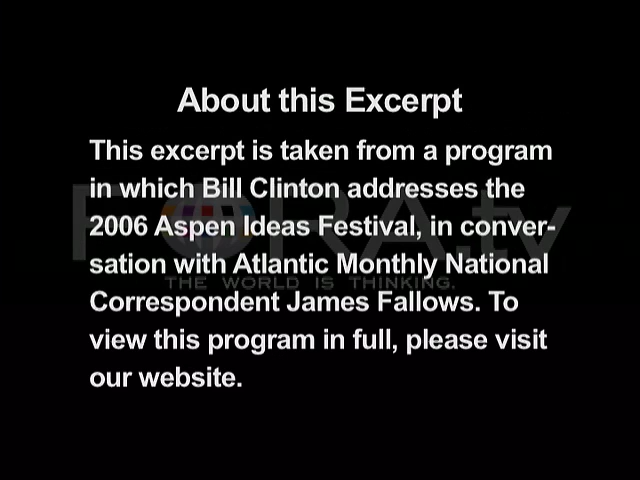 About this Excerpt
This excerpt is taken from a program
in which Bill Clinton addresses the
2006 Aspen Ideas Festival, in conver-
sation with Atlantic Monthly National
Correspondent James Fallows. To
view this program in full, please visit
our website.
FORA.tv
THE WORLD IS THINKING.